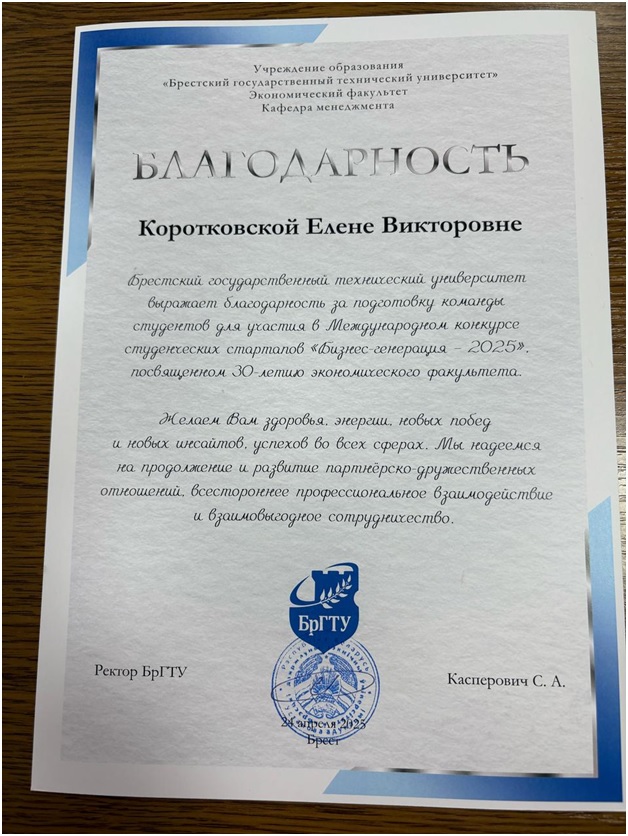 Учреждение образования
«Брестский государственный технический университет»
Экономический факультет
Кафедра менеджмента
БЛАГОДАРНОСТЬ
Коротковской Елене Викторовне
Брестский государственный технический университет
выражает благодарность за подготовку команды
студентов для участия в Международном конкурсе
студенческих стартапов «Бизнес-генерация – 2025»,
посвященном 30-летию экономического факультета.
Желаем Вам здоровья, энергии, новых побед
и новых инсайтов, успехов во всех сферах. Мы надеемся
на продолжение и развитие партнёрско-дружественных
отношений, всестороннее профессиональное взаимодействие
и взаимовыгодное сотрудничество.
БрГТУ
Ректор БрГТУ
Касперович С. А.
24 апреля 2025
Брест